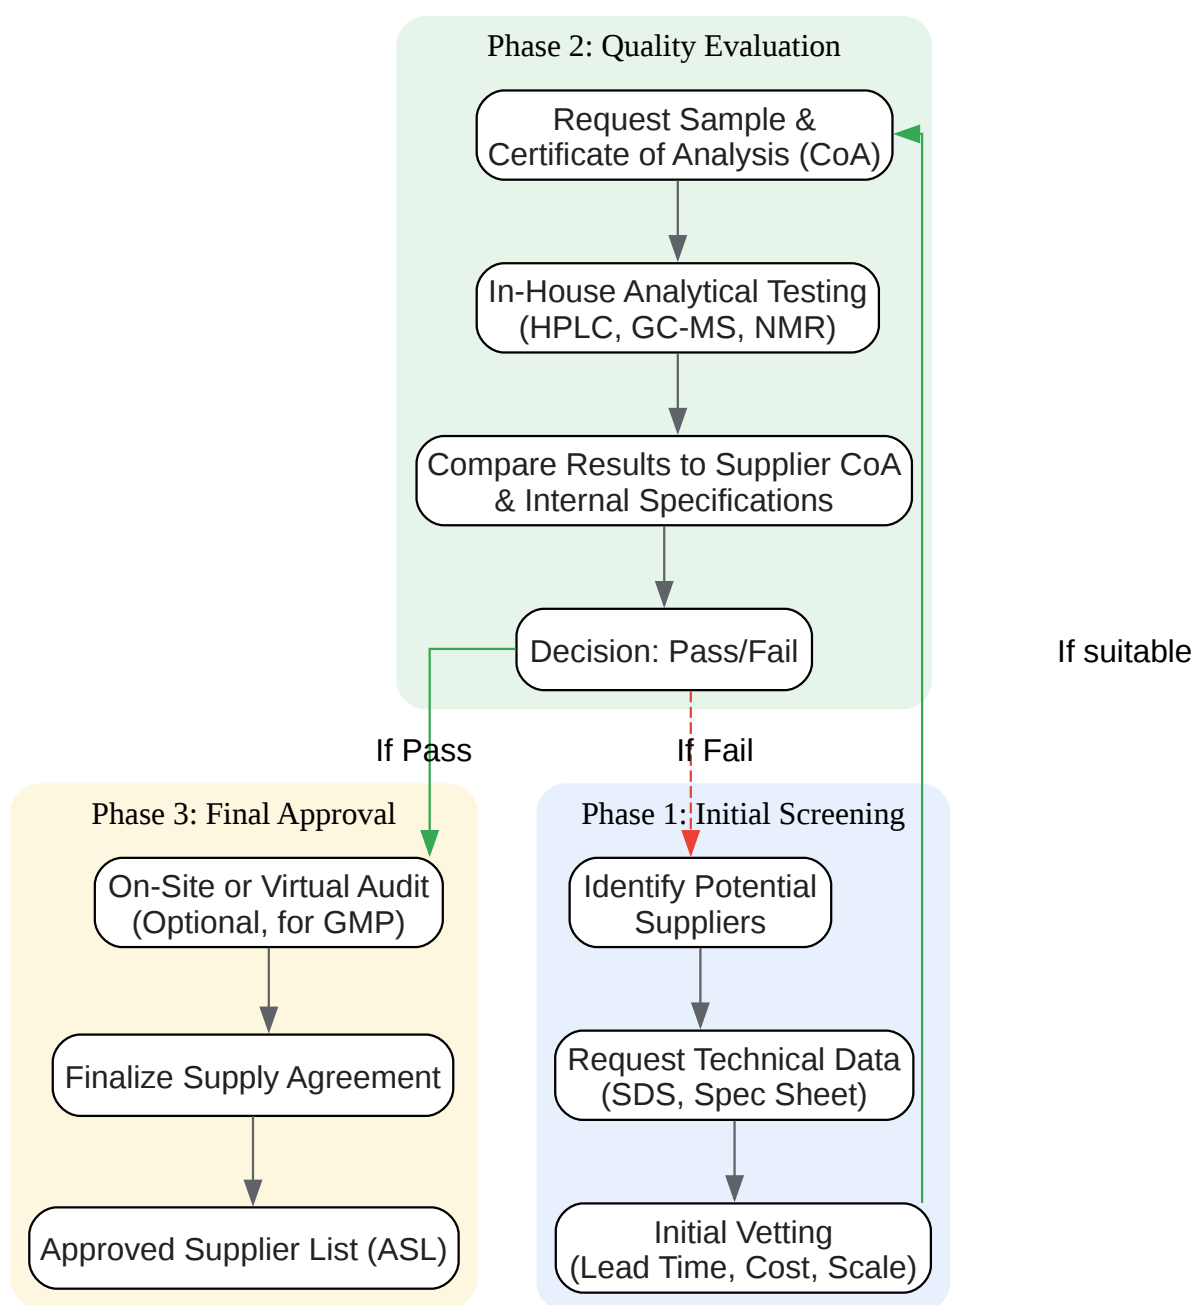 Phase 2: Quality Evaluation
Request Sample &
Certificate of Analysis (CoA)
In-House Analytical Testing
(HPLC, GC-MS, NMR)
Compare Results to Supplier CoA
& Internal Specifications
Decision: Pass/Fail
If suitable
If Pass
If Fail
Phase 3: Final Approval
On-Site or Virtual Audit
(Optional, for GMP)
Finalize Supply Agreement
Approved Supplier List (ASL)
Phase 1: Initial Screening
Identify Potential
Suppliers
Request Technical Data
(SDS, Spec Sheet)
Initial Vetting
(Lead Time, Cost, Scale)